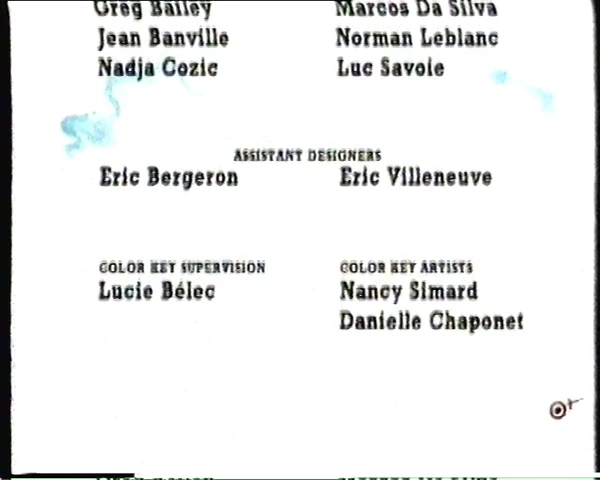 Greg Bailey Marcos Da Silva
Jean Banville Norman Leblanc
Nadja Cozic Luc Savoie
ASSISTANT DESIGNERS
Eric Bergeron Eric Villeneuve
COLOR KEY SUPERVISION COLOR KEY ARTISTS
Lucie Bélec Nancy Simard
Danielle Chaponet